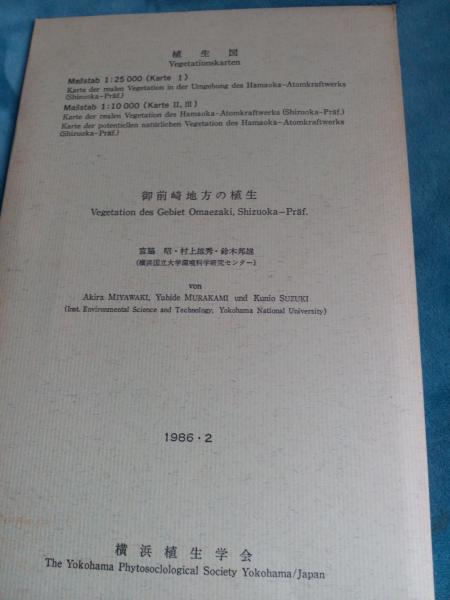 植生図
Vegetationskarten
Maßstab 1:25 000 (Karte I)
Karte der realen Vegetation in der Umgebung des Hamaoka-Atomkraftwerks
(Shizuoka-Präf.)
Maßstab 1:10 000 (Karte II, III)
Karte der realen Vegetation des Hamaoka-Atomkraftwerks (Shizuoka-Präf.)
Karte der potentiellen natürlichen Vegetation des Hamaoka-Atomkraftwerks
(Shizuoka-Präf.)
御前崎地方の植生
Vegetation des Gebiet Omaezaki, Shizuoka-Präf.
宮脇 昭・村上雄秀・鈴木邦雄
(横浜国立大学環境科学研究センター)
von
Akira MIYAWAKI, Yuhide MURAKAMI und Kunio SUZUKI
(Inst. Environmental Science and Technology, Yokohama National University)
1986・2
横浜植生学会
The Yokohama Phytosoclological Society Yokohama/Japan